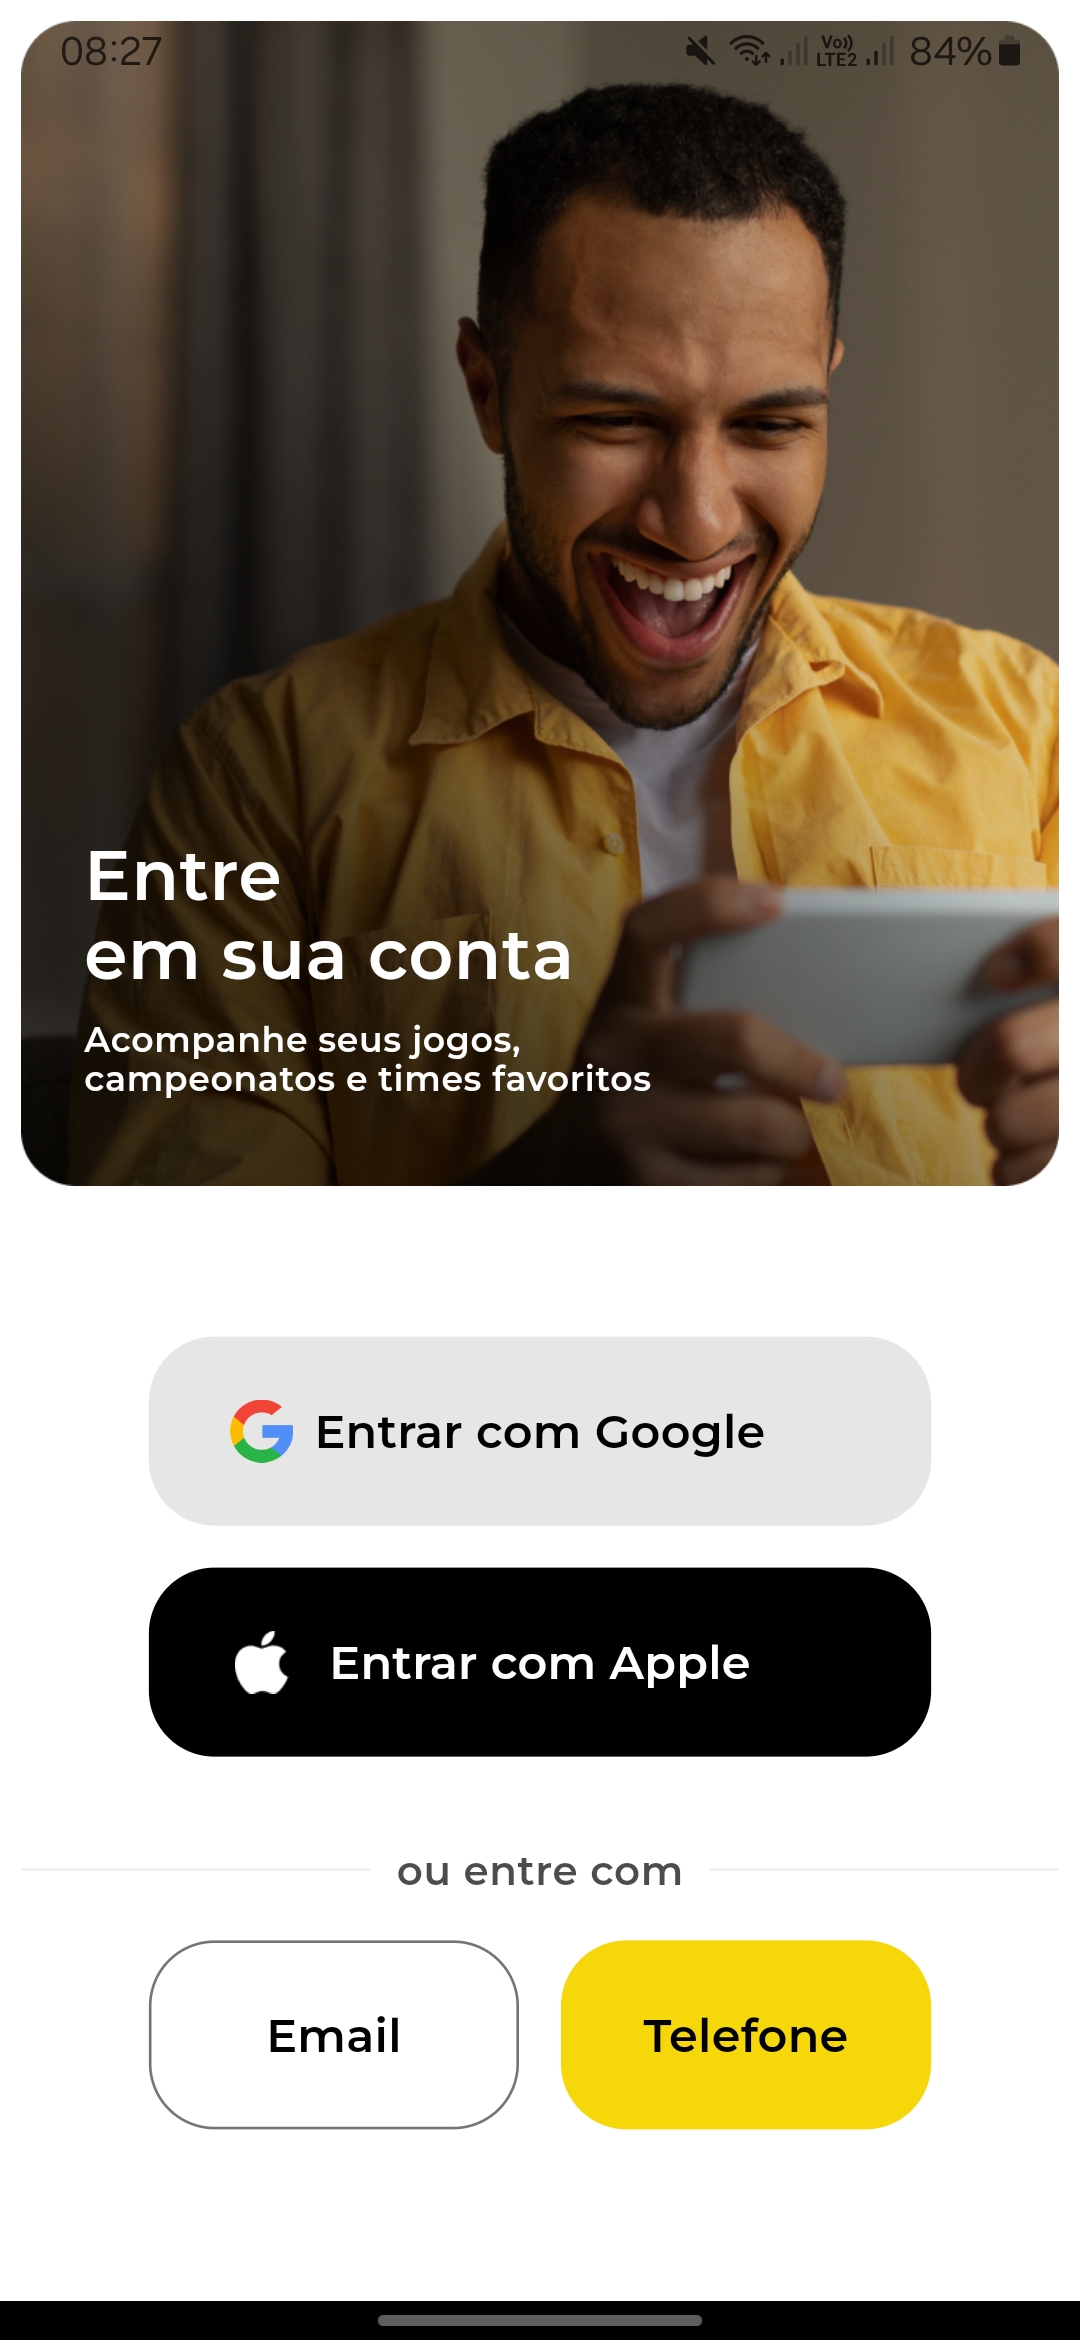 08:27
Vo))
LTE2
84%
Entre
em sua conta
Acompanhe seus jogos,
campeonatos e times favoritos
Entrar com Google
Entrar com Apple
ou entre com
Email
Telefone